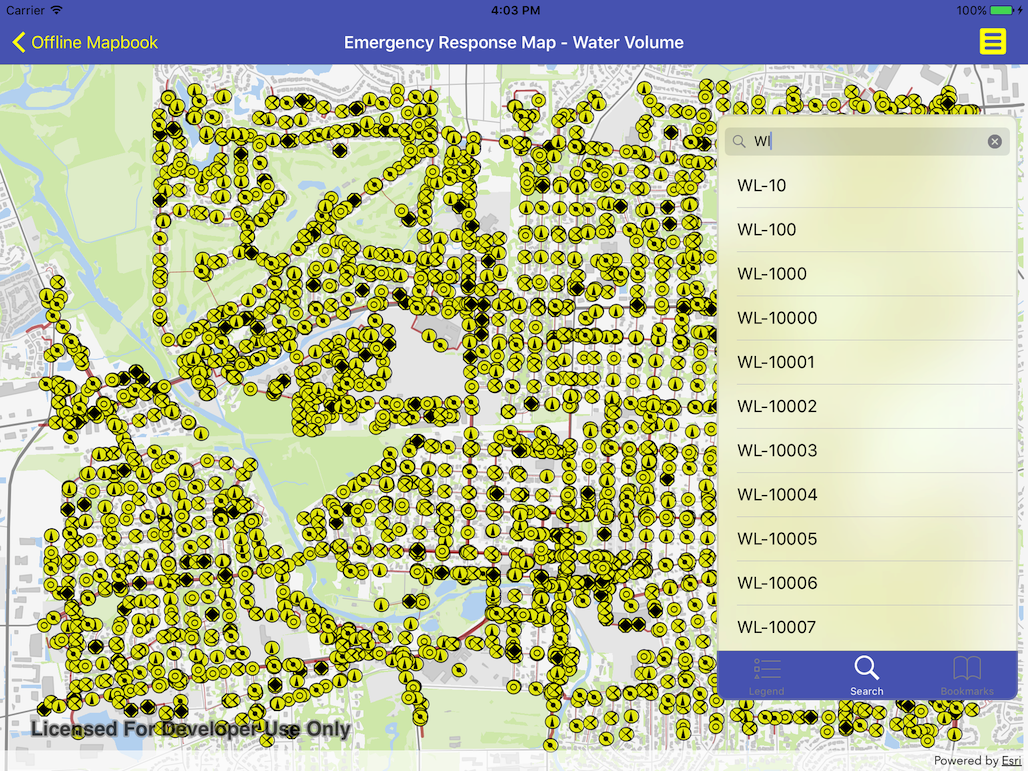 Carrier 4:03 PM 100%
Offline Mapbook Emergency Response Map - Water Volume
Wl
WL-10
WL-100
WL-1000
WL-10000
WL-10001
WL-10002
WL-10003
WL-10004
WL-10005
WL-10006
WL-10007
Legend Search Bookmarks
Licensed For Developer Use Only
Powered by Esri